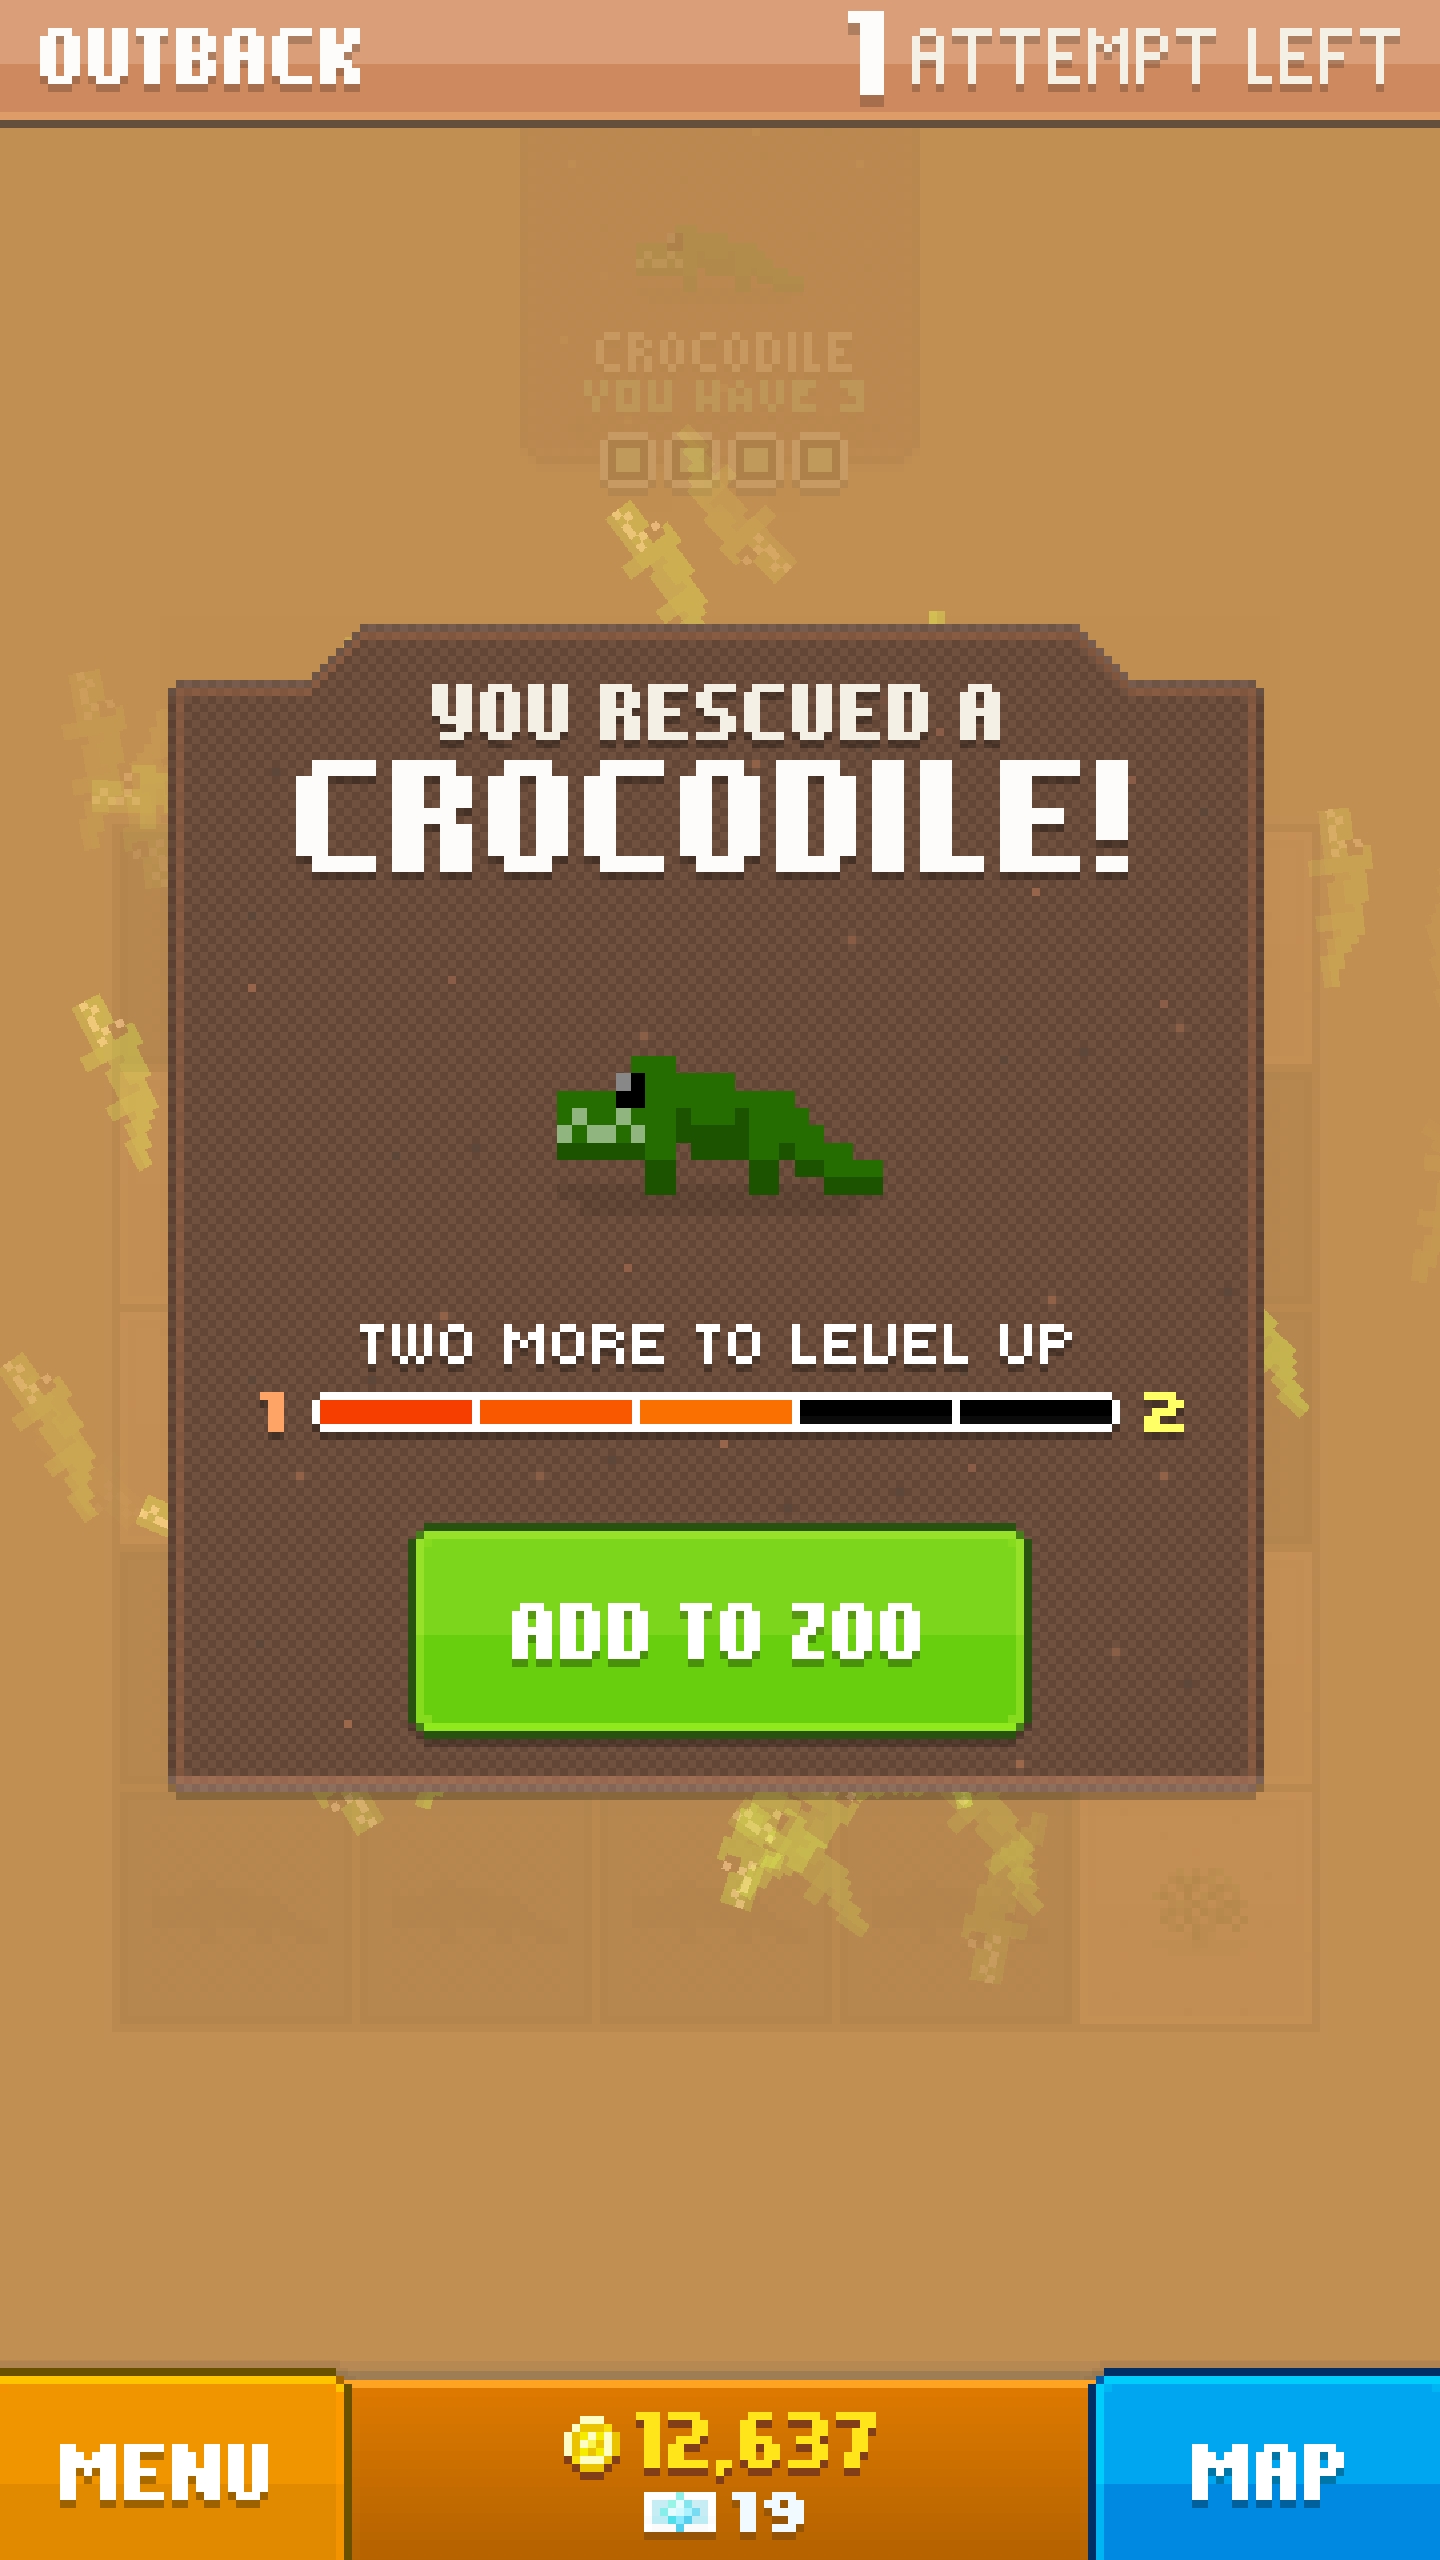 OUTBACK
1 ATTEMPT LEFT
CROCODILE
YOU HAVE 3
YOU RESCUED A
CROCODILE!
TWO MORE TO LEVEL UP
1 2
ADD TO ZOO
MENU
12,637
19
MAP